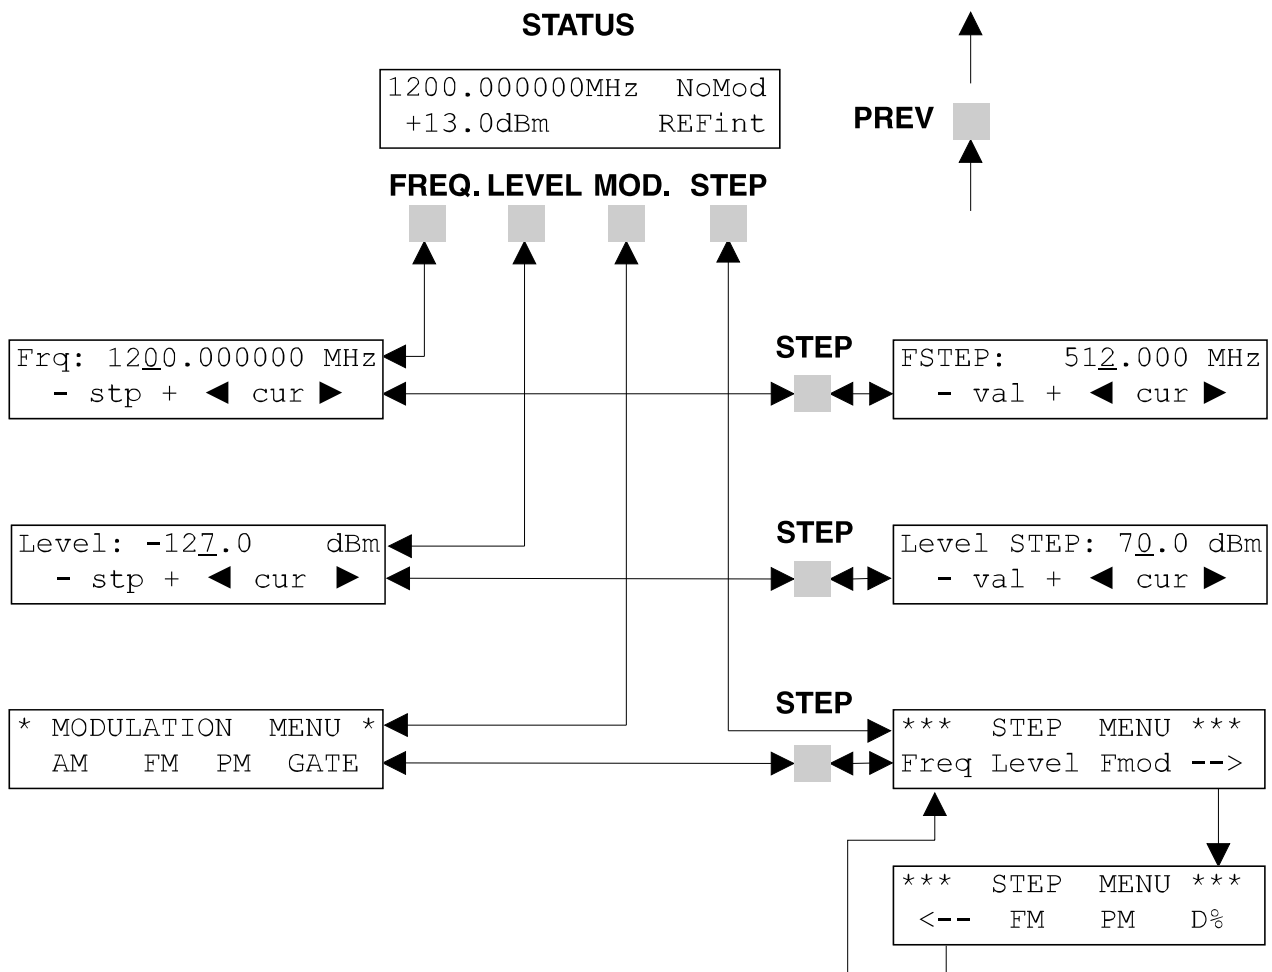 STATUS
1200.000000MHz NoMod
+13.0dBm REFint
PREV
FREQ. LEVEL MOD. STEP
Frq: 1200.000000 MHz
- stp + ◀ cur ▶
STEP
FSTEP: 512.000 MHz
- val + ◀ cur ▶
Level: -127.0 dBm
- stp + ◀ cur ▶
STEP
Level STEP: 70.0 dBm
- val + ◀ cur ▶
* MODULATION MENU *
AM FM PM GATE
STEP
*** STEP MENU ***
Freq Level Fmod -->
*** STEP MENU ***
<-- FM PM D%